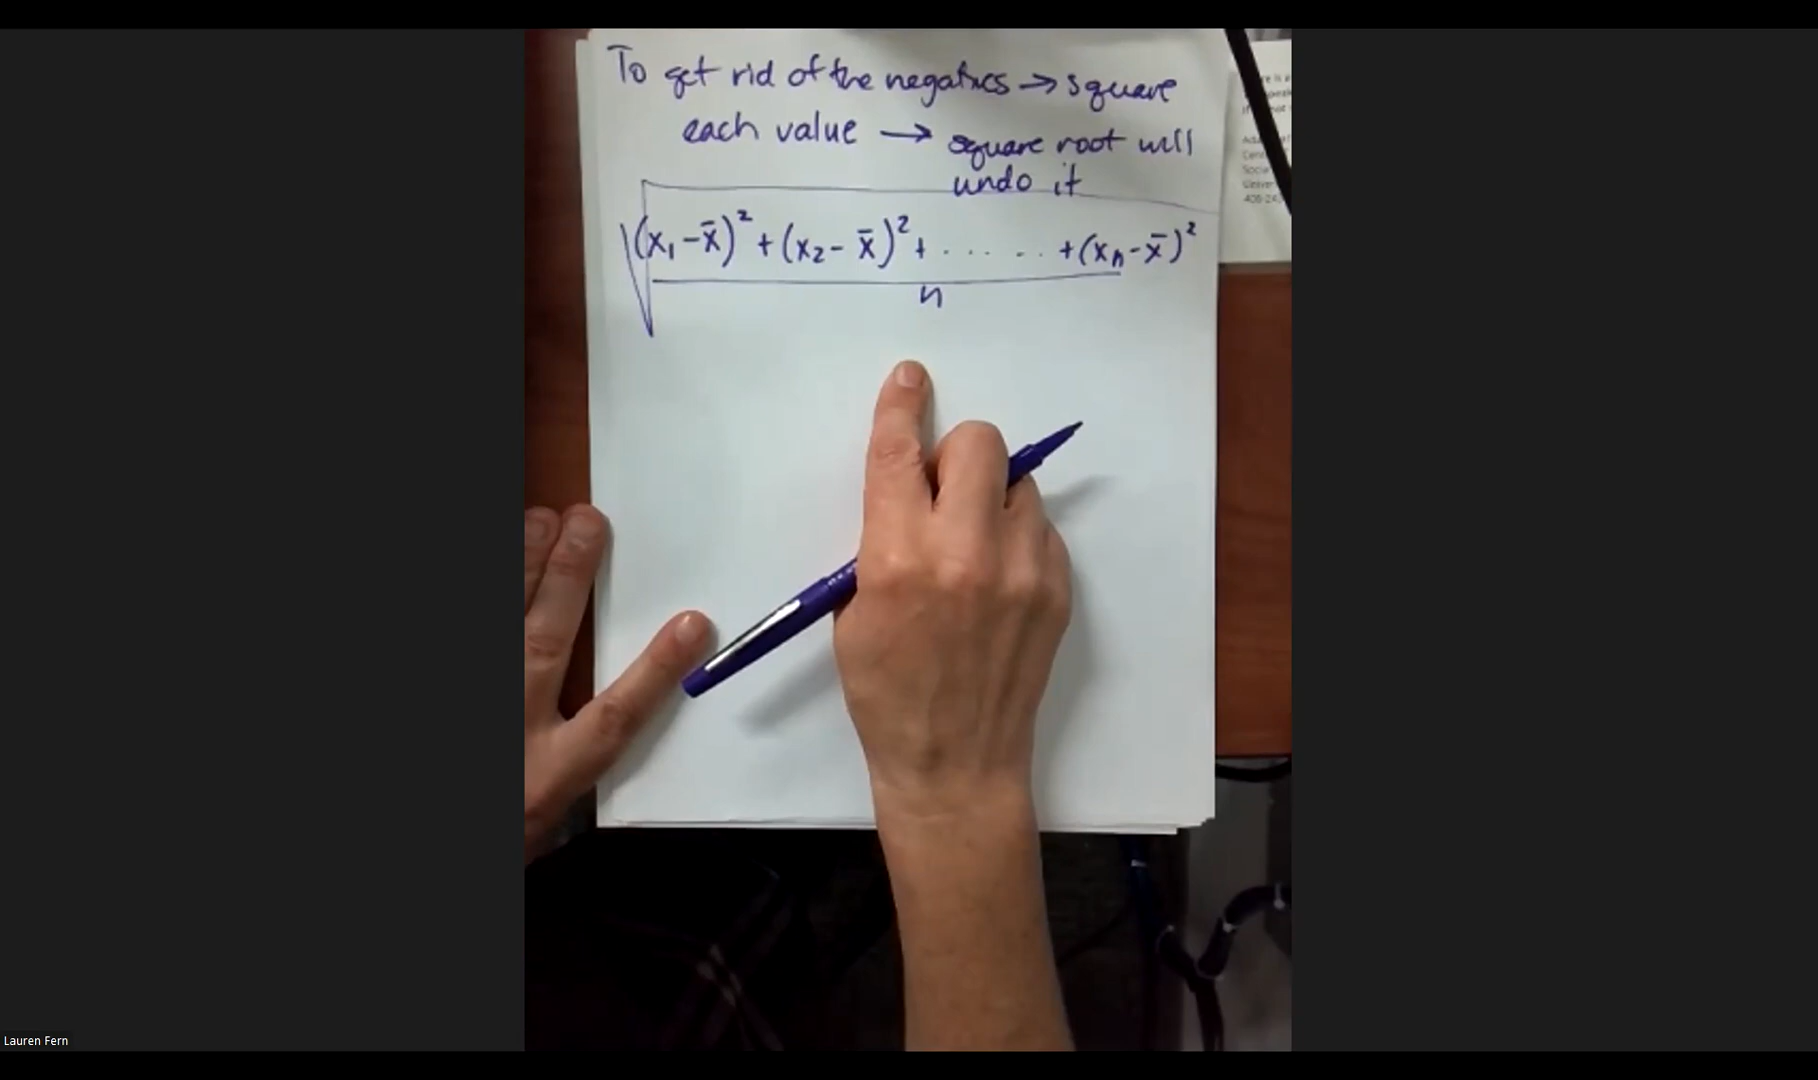 To get rid of the negatives → square
each value → square root will
undo it
√(x₁-x̄)² + (x₂- x̄)² + . . . . . . +(xₙ-x̄)²
n
Lauren Fern